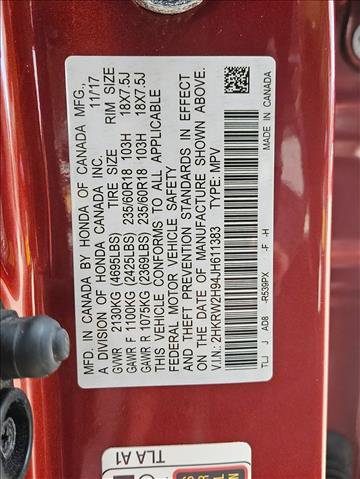 MFD. IN CANADA BY HONDA OF CANADA MFG.,
A DIVISION OF HONDA CANADA INC. 11/17
TIRE SIZE RIM SIZE
GVWR 2130KG (4695LBS)
GAWR F 1100KG (2425LBS) 235/60R18 103H 18X7.5J
GAWR R 1075KG (2369LBS) 235/60R18 103H 18X7.5J
THIS VEHICLE CONFORMS TO ALL APPLICABLE
FEDERAL MOTOR VEHICLE SAFETY
AND THEFT PREVENTION STANDARDS IN EFFECT
ON THE DATE OF MANUFACTURE SHOWN ABOVE.
V.I.N.: 2HKRW2H94JH611383 TYPE: MPV
TLJ J AD8 -R539PX -F -H
MADE IN CANADA
TLA A1